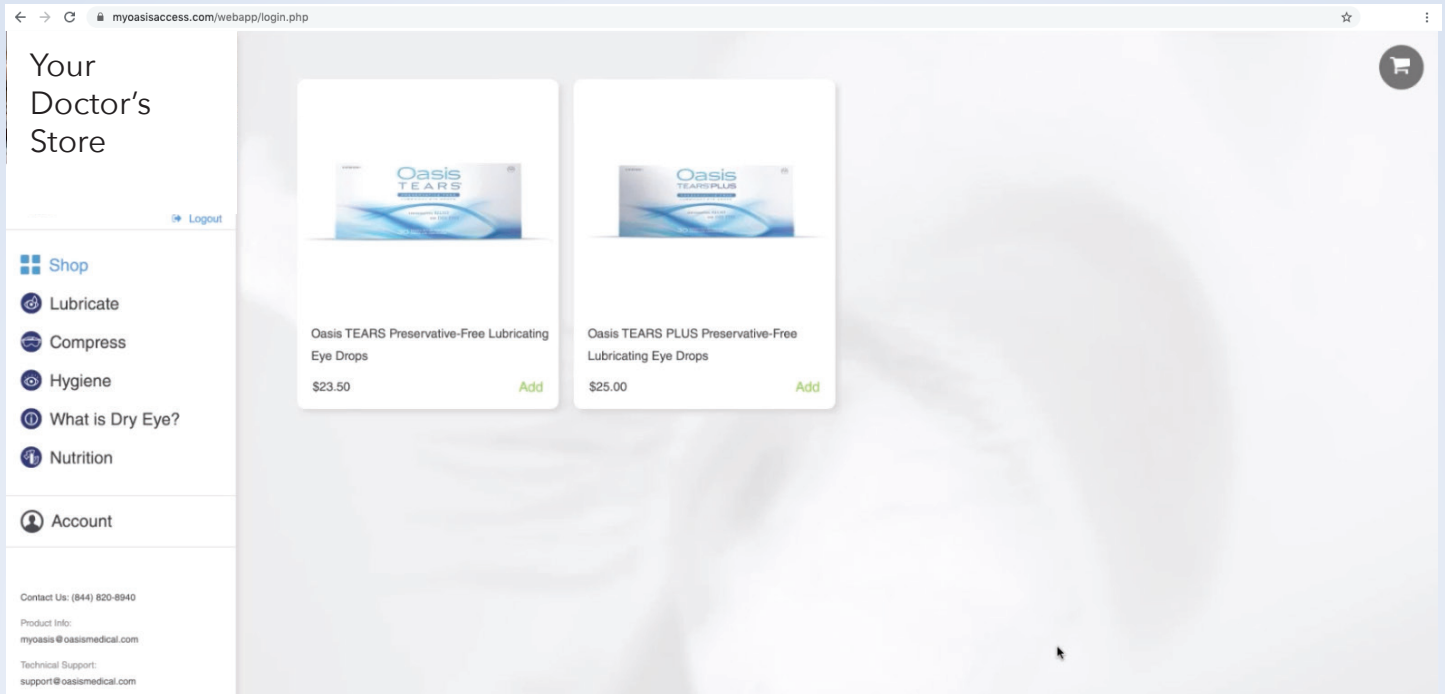 myoasisaccess.com/webapp/login.php
Your
Doctor's
Store
Logout
Shop
Lubricate
Compress
Hygiene
What is Dry Eye?
Nutrition
Account
Contact Us: (844) 820-8940
Product Info:
myoasis@oasismedical.com
Technical Support:
support@oasismedical.com
Oasis
TEARS
PRESERVATIVE-FREE
Oasis TEARS Preservative-Free Lubricating
Eye Drops
$23.50
Add
Oasis
TEARS PLUS
Oasis TEARS PLUS Preservative-Free
Lubricating Eye Drops
$25.00
Add